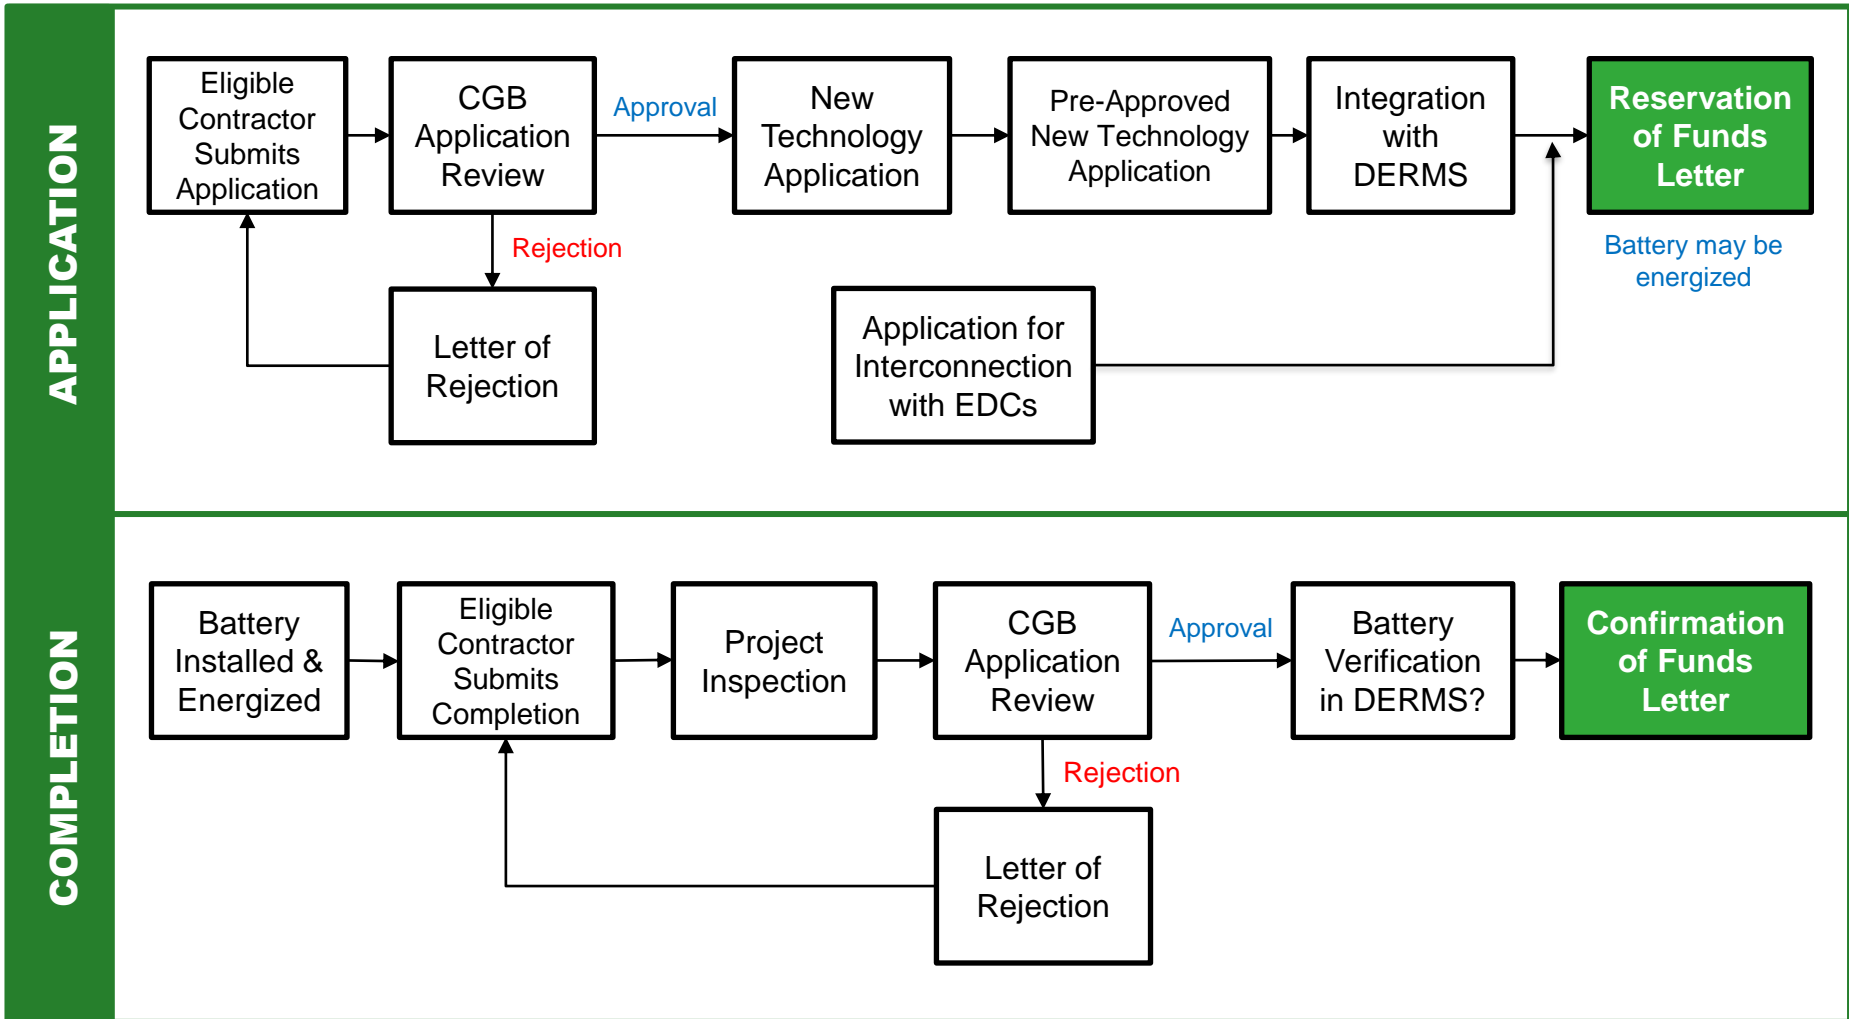 APPLICATION
Eligible
Contractor
Submits
Application
CGB
Application
Review
Approval
New
Technology
Application
Pre-Approved
New Technology
Application
Integration
with
DERMS
Reservation
of Funds
Letter
Rejection
Battery may be
energized
Letter of
Rejection
Application for
Interconnection
with EDCs
COMPLETION
Battery
Installed &
Energized
Eligible
Contractor
Submits
Completion
Project
Inspection
CGB
Application
Review
Approval
Battery
Verification
in DERMS?
Confirmation
of Funds
Letter
Rejection
Letter of
Rejection